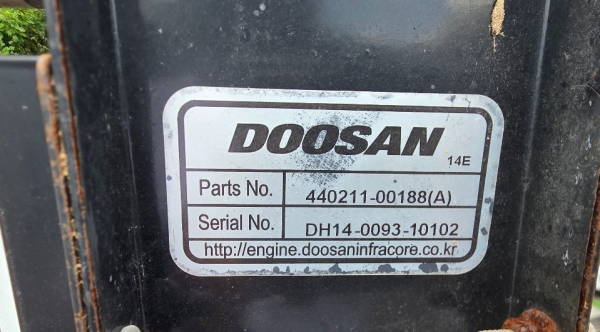 DOOSAN
14E
Parts No. 440211-00188(A)
Serial No. DH14-0093-10102
http://engine.doosaninfracore.co.kr